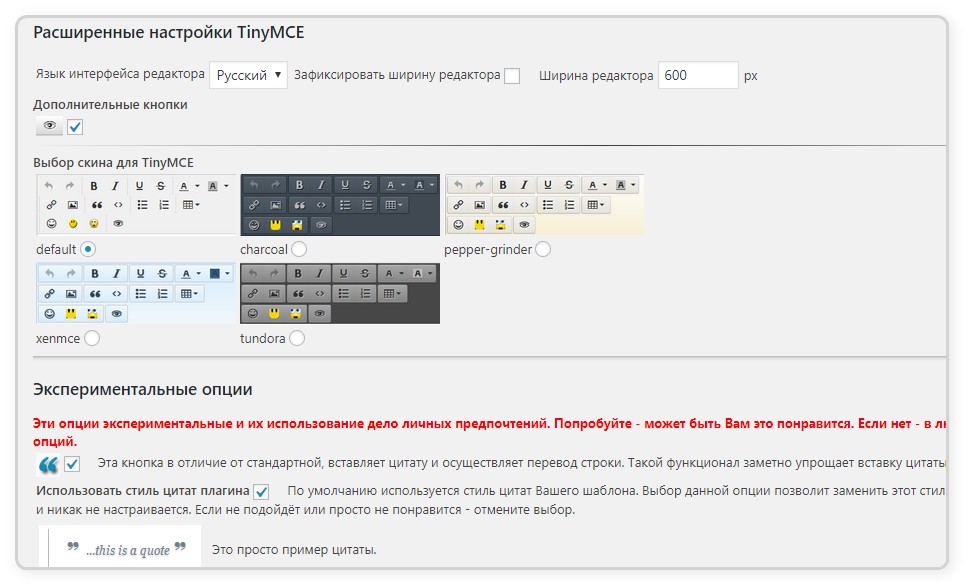 Расширенные настройки TinyMCE
Язык интерфейса редактора Русский Зафиксировать ширину редактора Ширина редактора 600 px
Дополнительные кнопки
Выбор скина для TinyMCE
default charcoal pepper-grinder
xenmce tundora
Экспериментальные опции
Эти опции экспериментальные и их использование дело личных предпочтений. Попробуйте - может быть Вам это понравится. Если нет - в
опций.
Эта кнопка в отличие от стандартной, вставляет цитату и осуществляет перевод строки. Такой функционал заметно упрощает вставку цитаты
Использовать стиль цитат плагина По умолчанию используется стиль цитат Вашего шаблона. Выбор данной опции позволит заменить этот стил
и никак не настраивается. Если не подойдёт или просто не понравится - отмените выбор.
❞ ...this is a quote ❞ Это просто пример цитаты.